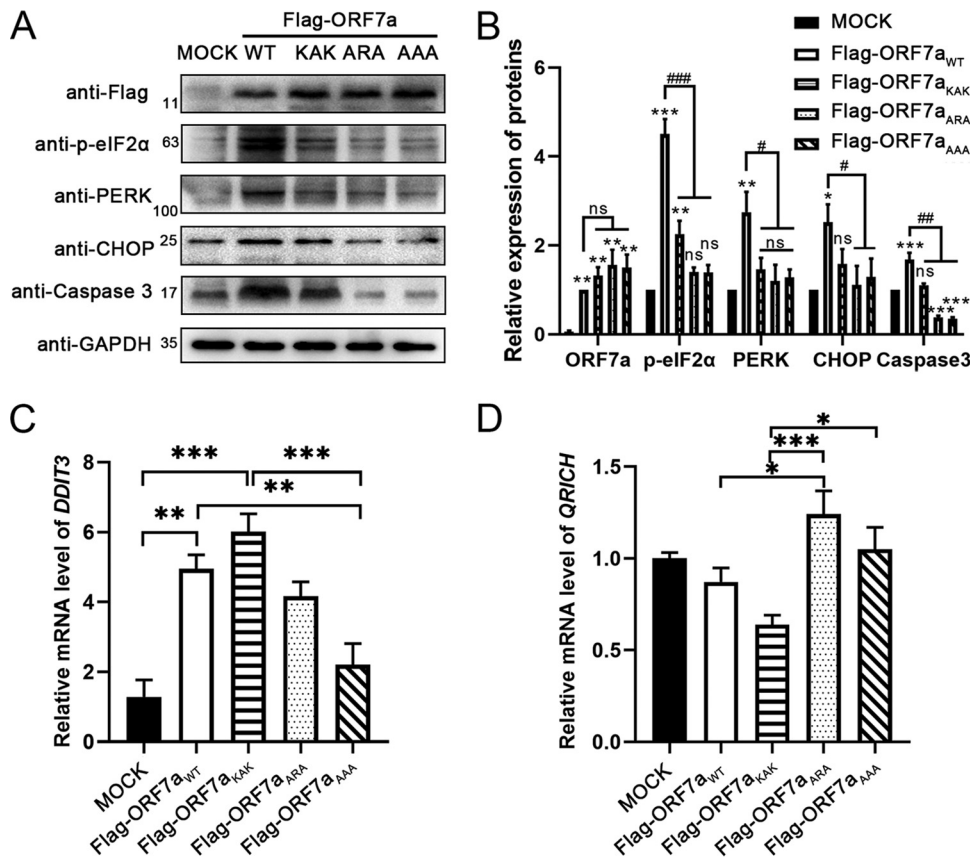 A
Flag-ORF7a
MOCK WT KAK ARA AAA
anti-Flag 11
anti-p-eIF2α 63
anti-PERK 100
anti-CHOP 25
anti-Caspase 3 17
anti-GAPDH 35
B
Relative expression of proteins
6
4
2
0
MOCK
Flag-ORF7aWT
Flag-ORF7aKAK
Flag-ORF7aARA
Flag-ORF7aAAA
ns
** ** ** **
###
*** ** ns ns
#
** ns
#
* ns
##
*** ns *** ***
ORF7a p-eIF2α PERK CHOP Caspase3
C
Relative mRNA level of DDIT3
8
6
4
2
0
*** ***
** **
MOCK
Flag-ORF7aWT
Flag-ORF7aKAK
Flag-ORF7aARA
Flag-ORF7aAAA
D
Relative mRNA level of QRICH
1.5
1.0
0.5
0.0
*
***
*
MOCK
Flag-ORF7aWT
Flag-ORF7aKAK
Flag-ORF7aARA
Flag-ORF7aAAA